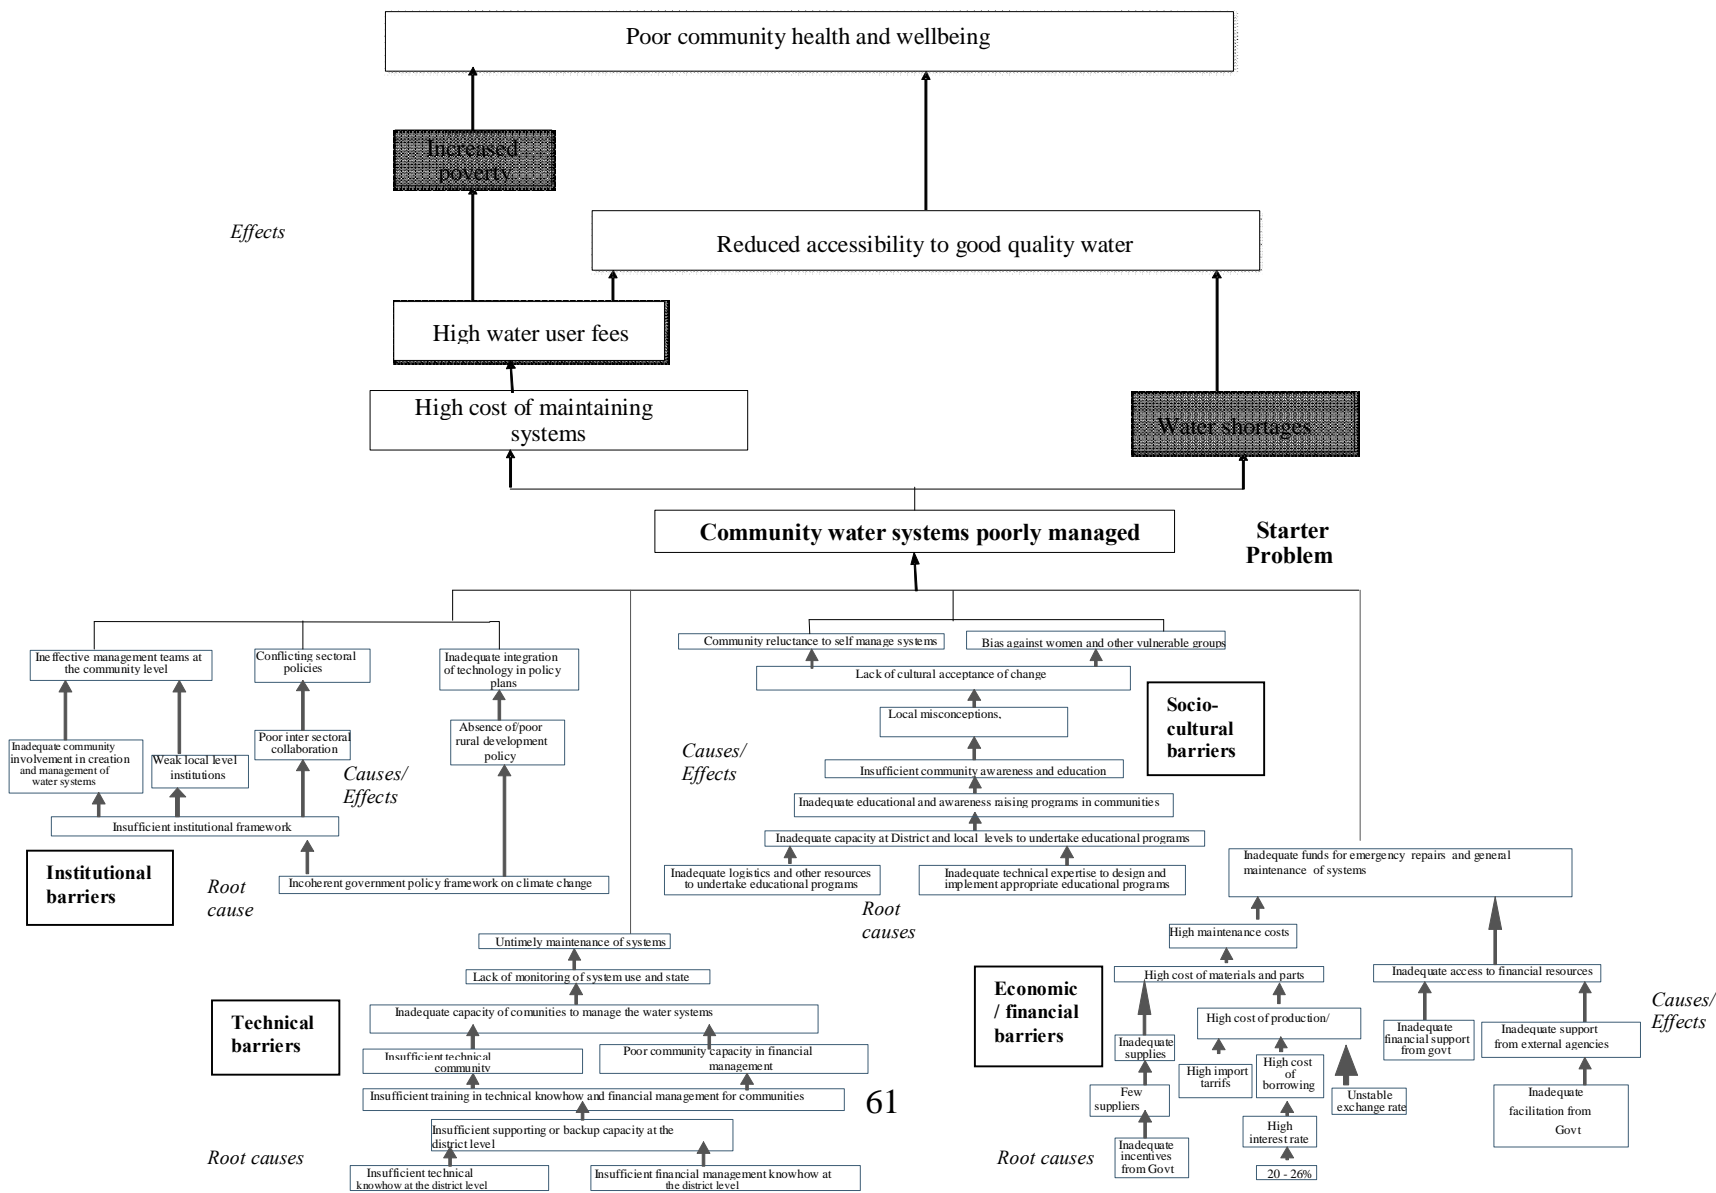 Poor community health and wellbeing
Increased
poverty
Effects
Reduced accessibility to good quality water
High water user fees
High cost of maintaining
systems
Water shortages
Community water systems poorly managed
Starter
Problem
Ineffective management teams at
the community level
Conflicting sectoral
policies
Inadequate integration
of technology in policy
plans
Inadequate community
involvement in creation
and management of
water systems
Weak local level
institutions
Poor inter sectoral
collaboration
Absence of/poor
rural development
policy
Causes/
Effects
Insufficient institutional framework
Institutional
barriers
Root
cause
Incoherent government policy framework on climate change
Community reluctance to self manage systems
Bias against women and other vulnerable groups
Lack of cultural acceptance of change
Local misconceptions,
Socio-
cultural
barriers
Causes/
Effects
Insufficient community awareness and education
Inadequate educational and awareness raising programs in communities
Inadequate capacity at District and local levels to undertake educational programs
Inadequate logistics and other resources
to undertake educational programs
Inadequate technical expertise to design and
implement appropriate educational programs
Root
causes
Untimely maintenance of systems
Lack of monitoring of system use and state
Technical
barriers
Inadequate capacity of comunities to manage the water systems
Insufficient technical
community
Poor community capacity in financial
management
Insufficient training in technical knowhow and financial management for communities
61
Insufficient supporting or backup capacity at the
district level
Root causes
Insufficient technical
knowhow at the district level
Insufficient financial management knowhow at
the district level
Inadequate funds for emergency repairs and general
maintenance of systems
High maintenance costs
High cost of materials and parts
Inadequate access to financial resources
Economic
/ financial
barriers
Causes/
Effects
High cost of production/
Inadequate
supplies
Inadequate
financial support
from govt
Inadequate support
from external agencies
High import
tarrifs
High cost
of
borrowing
Few
suppliers
Unstable
exchange rate
Inadequate
facilitation from
Govt
High
interest rate
Root causes
Inadequate
incentives
from Govt
20 - 26%